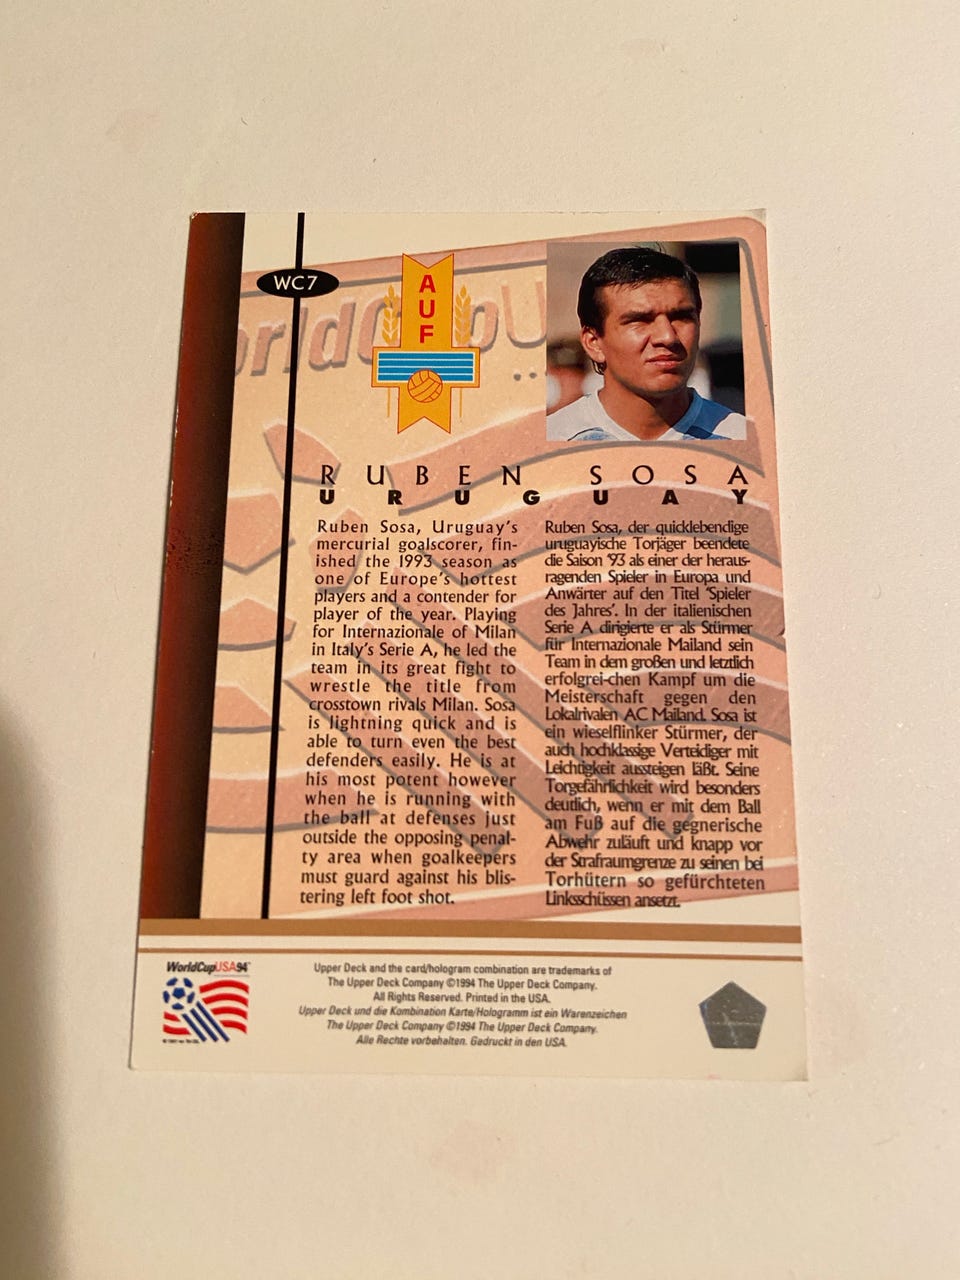 WC7
A
U
F
RUBEN SOSA
URUGUAY
Ruben Sosa, Uruguay's
mercurial goalscorer, fin-
ished the 1993 season as
one of Europe's hottest
players and a contender for
player of the year. Playing
for Internazionale of Milan
in Italy's Serie A, he led the
team in its great fight to
wrestle the title from
crosstown rivals Milan. Sosa
is lightning quick and is
able to turn even the best
defenders easily. He is at
his most potent however
when he is running with
the ball at defenses just
outside the opposing penal-
ty area when goalkeepers
must guard against his blis-
tering left foot shot.
Ruben Sosa, der quicklebendige
uruguayische Torjäger beendete
die Saison '93 als einer der heraus-
ragenden Spieler in Europa und
Anwärter auf den Titel 'Spieler
des Jahres'. In der italienischen
Serie A dirigierte er als Stürmer
für Internazionale Mailand sein
Team in dem großen und letztlich
erfolgrei-chen Kampf um die
Meisterschaft gegen den
Lokalrivalen AC Mailand. Sosa ist
ein wieselflinker Stürmer, der
auch hochklassige Verteidiger mit
Leichtigkeit aussteigen läßt. Seine
Torgefährlichkeit wird besonders
deutlich, wenn er mit dem Ball
am Fuß auf die gegnerische
Abwehr zuläuft und knapp vor
der Strafraumgrenze zu seinen bei
Torhütern so gefürchteten
Linksschüssen ansetzt.
WorldCupUSA94
Upper Deck and the card/hologram combination are trademarks of
The Upper Deck Company ©1994 The Upper Deck Company.
All Rights Reserved. Printed in the USA.
Upper Deck und die Kombination Karte/Hologramm ist ein Warenzeichen
The Upper Deck Company ©1994 The Upper Deck Company.
Alle Rechte vorbehalten. Gedruckt in den USA.